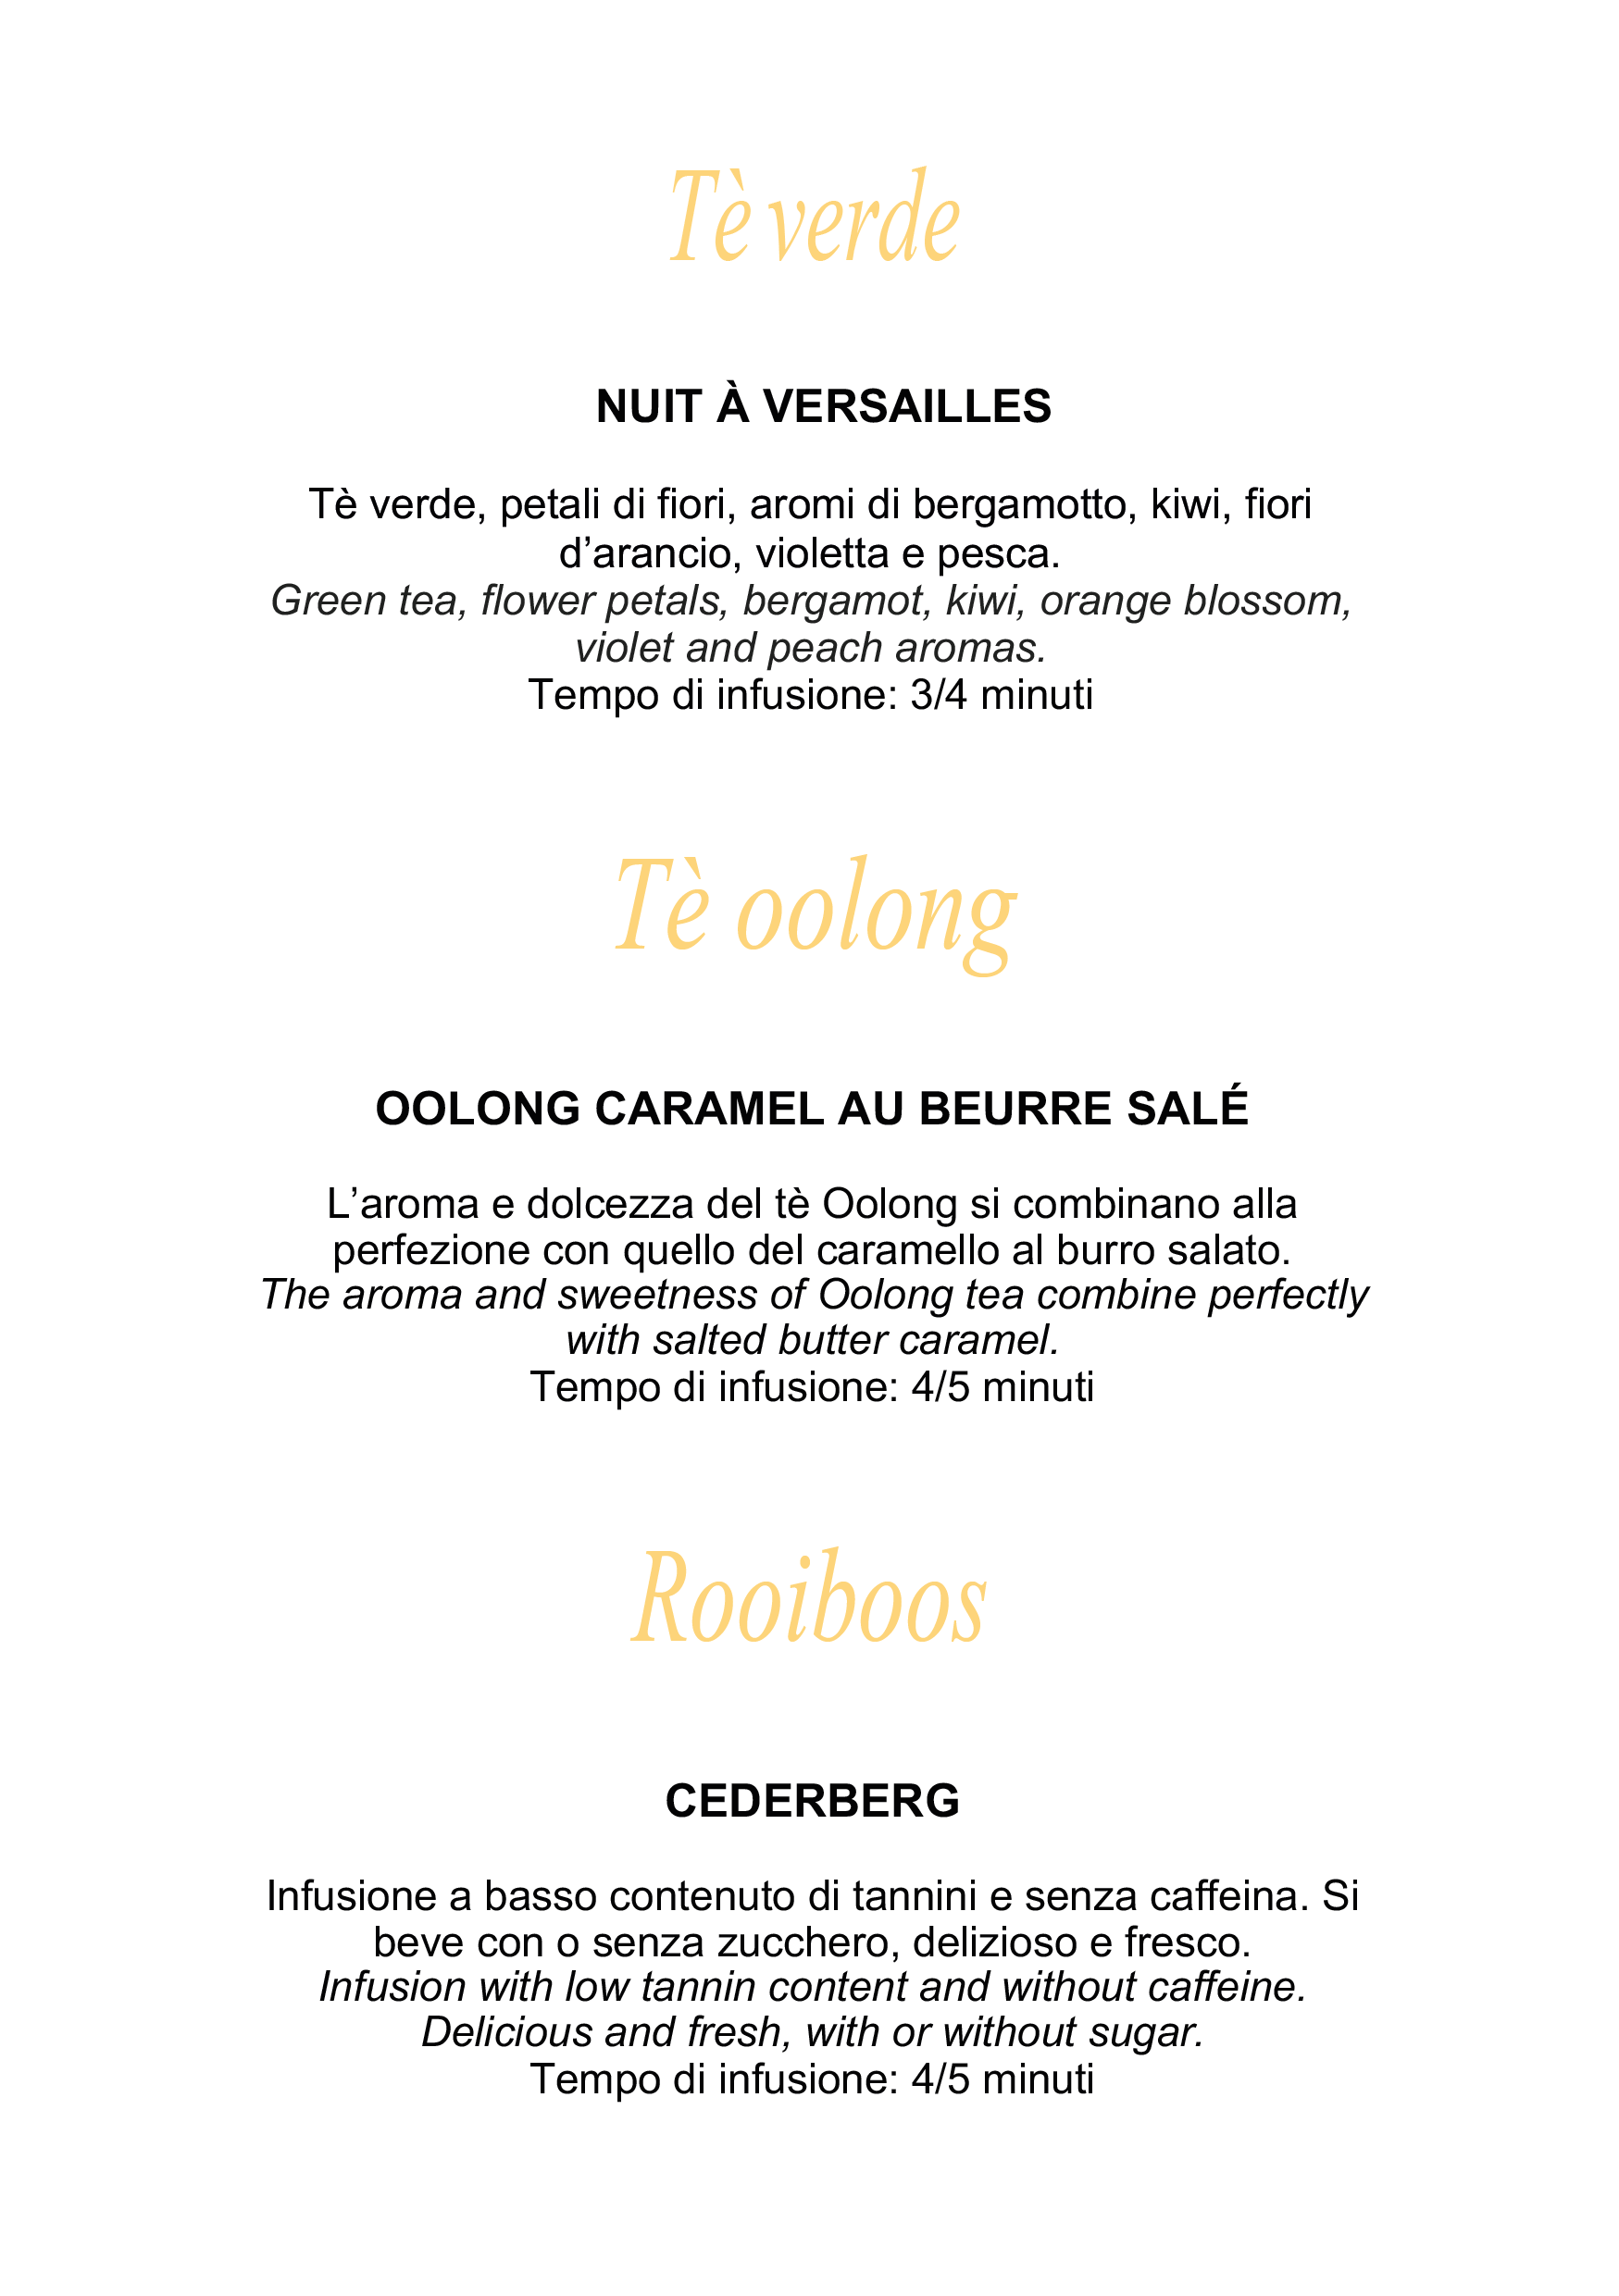 Tè verde
NUIT À VERSAILLES
Tè verde, petali di fiori, aromi di bergamotto, kiwi, fiori
d’arancio, violetta e pesca.
Green tea, flower petals, bergamot, kiwi, orange blossom,
violet and peach aromas.
Tempo di infusione: 3/4 minuti
Tè oolong
OOLONG CARAMEL AU BEURRE SALÉ
L’aroma e dolcezza del tè Oolong si combinano alla
perfezione con quello del caramello al burro salato.
The aroma and sweetness of Oolong tea combine perfectly
with salted butter caramel.
Tempo di infusione: 4/5 minuti
Rooiboos
CEDERBERG
Infusione a basso contenuto di tannini e senza caffeina. Si
beve con o senza zucchero, delizioso e fresco.
Infusion with low tannin content and without caffeine.
Delicious and fresh, with or without sugar.
Tempo di infusione: 4/5 minuti